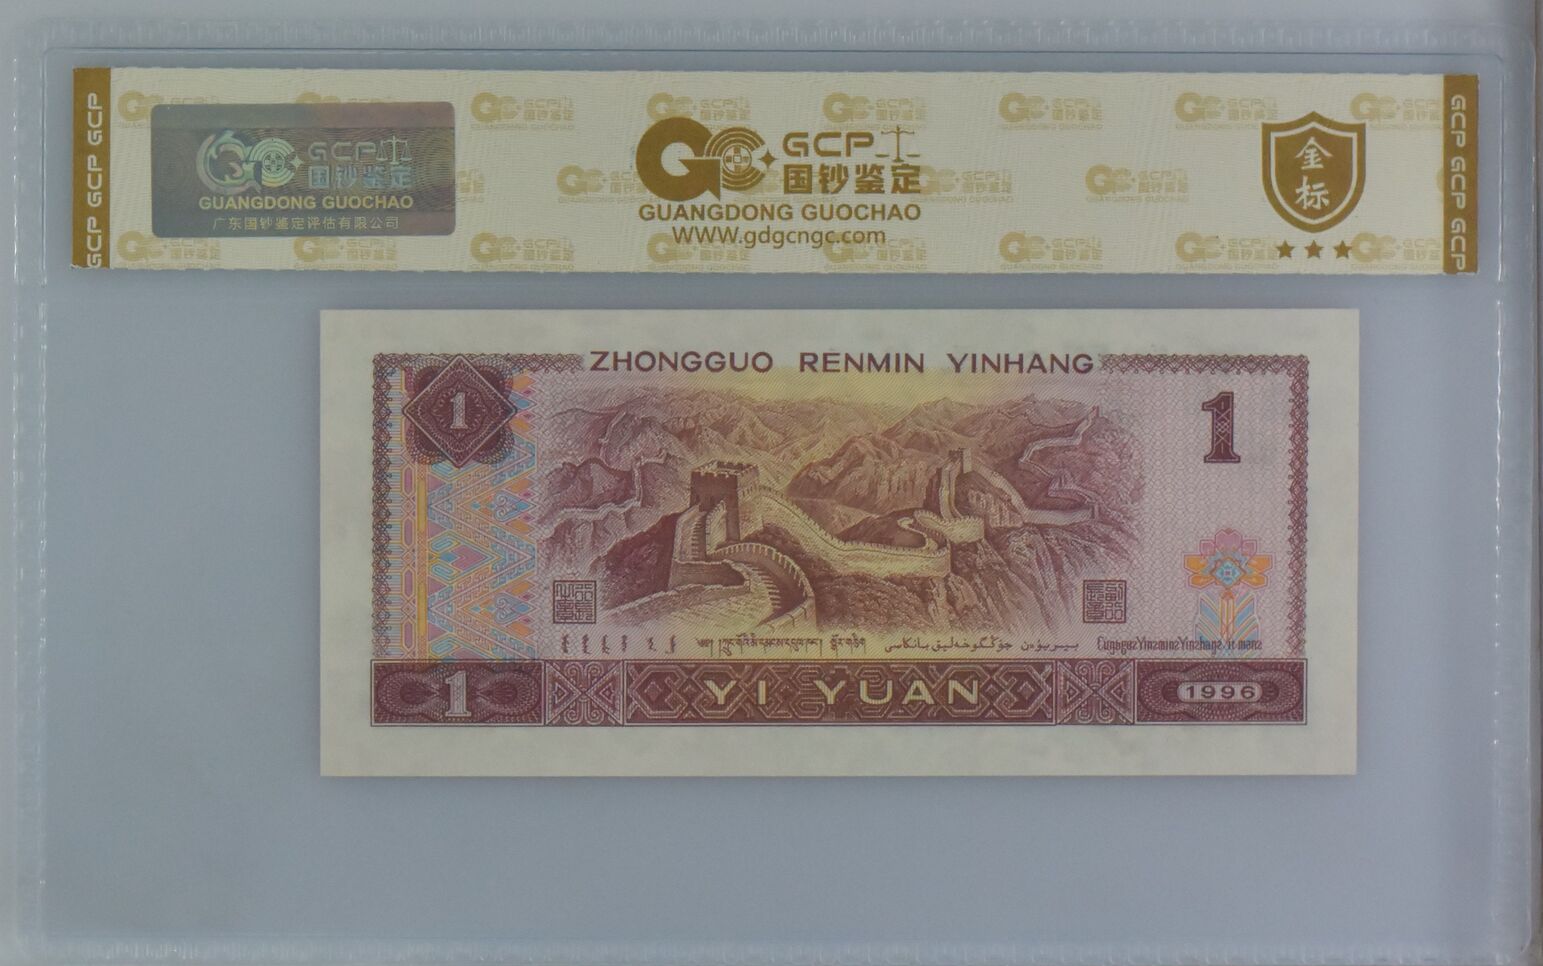 GCP GCP GCP
GCP 国钞鉴定
GUANGDONG GUOCHAO
广东国钞鉴定评估有限公司
GCP
国钞鉴定
GUANGDONG GUOCHAO
WWW.gdgcngc.com
金标
GCP GCP GCP
ZHONGGUO RENMIN YINHANG
1
1
1
YI YUAN
1996